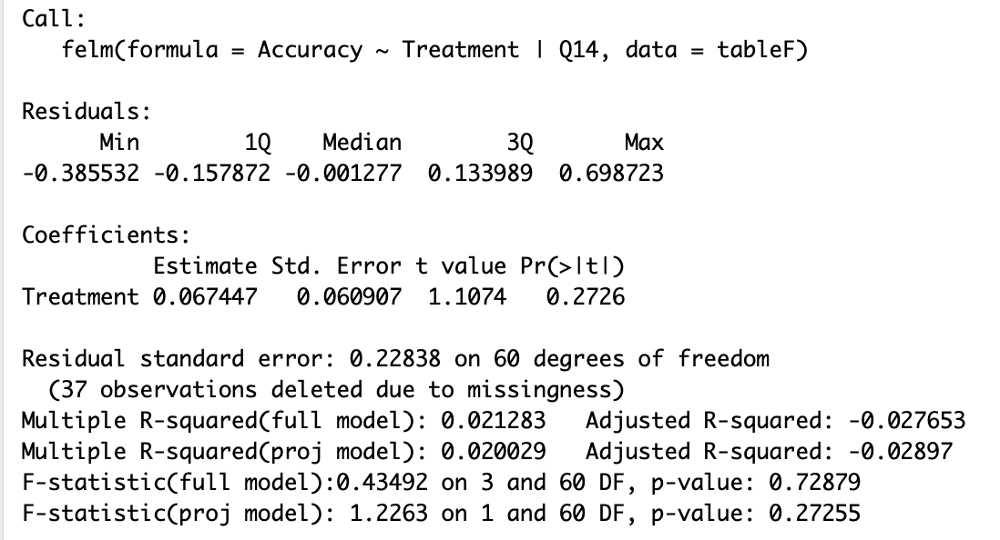 Call:
felm(formula = Accuracy ~ Treatment | Q14, data = tableF)
Residuals:
Min 1Q Median 3Q Max
-0.385532 -0.157872 -0.001277 0.133989 0.698723
Coefficients:
Estimate Std. Error t value Pr(>|t|)
Treatment 0.067447 0.060907 1.1074 0.2726
Residual standard error: 0.22838 on 60 degrees of freedom
(37 observations deleted due to missingness)
Multiple R-squared(full model): 0.021283 Adjusted R-squared: -0.027653
Multiple R-squared(proj model): 0.020029 Adjusted R-squared: -0.02897
F-statistic(full model):0.43492 on 3 and 60 DF, p-value: 0.72879
F-statistic(proj model): 1.2263 on 1 and 60 DF, p-value: 0.27255